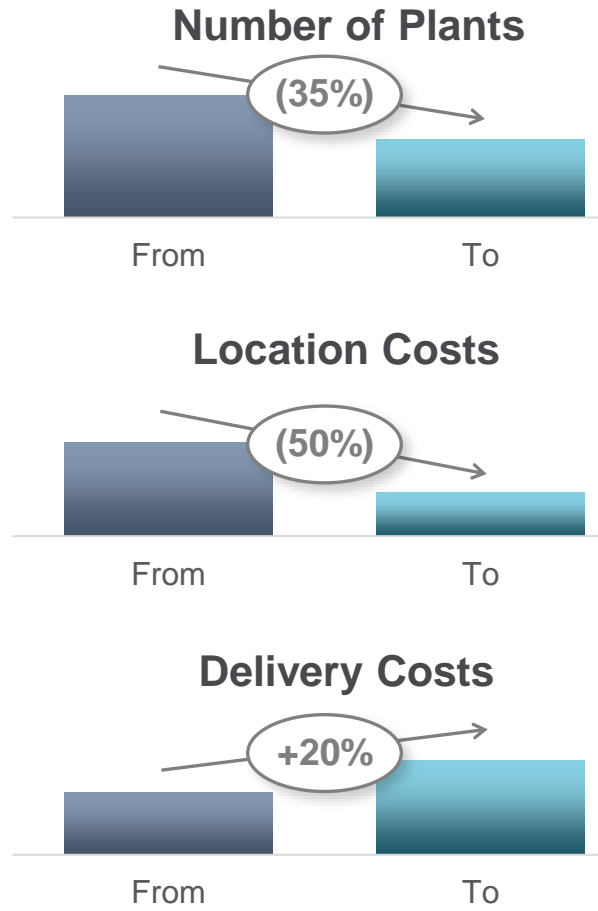 Number of Plants
(35%)
From To
Location Costs
(50%)
From To
Delivery Costs
+20%
From To